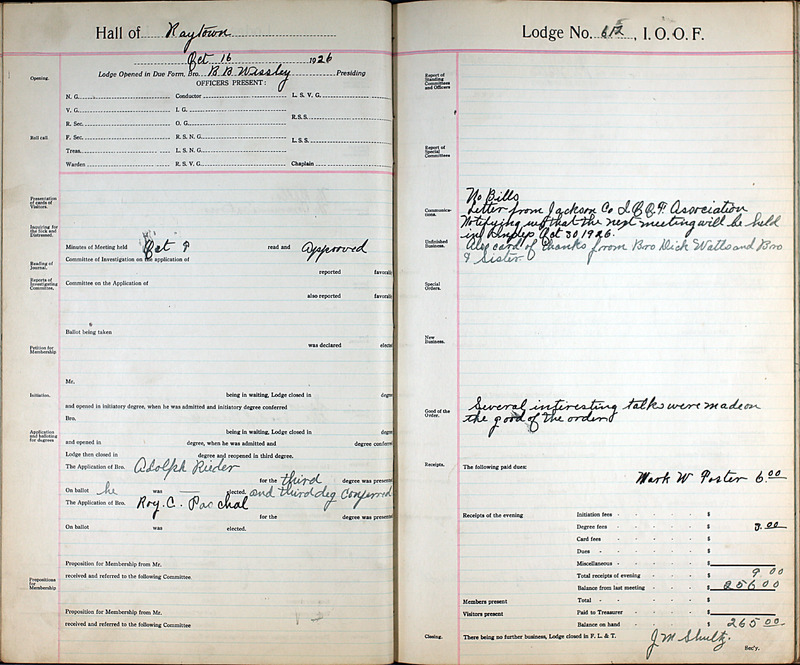 Hall of Raytown
Oct 16 1926
Lodge Opened in Due Form, Bro. B B Wissley Presiding
Opening.
OFFICERS PRESENT:
N. G. Conductor L. S. V. G.
V. G. I. G.
R.S.S.
R. Sec. O. G.
Roll call.
F. Sec. R. S. N. G.
L.S.S.
Treas. L. S. N. G.
Warden R. S. V. G. Chaplain
Presentation of cards of Visitors.
Inquiring for the Sick and Distressed.
Minutes of Meeting held Oct 9 read and approved
Reading of Journal.
Committee of Investigation on the application of
reported favorab
Reports of Investigating Committee.
Committee on the Application of
also reported favorab
Ballot being taken
Petition for Membership
was declared electe
Mr.
Initiation.
being in waiting, Lodge closed in degre
and opened in initiatory degree, when he was admitted and initiatory degree conferred
Bro.
Application and balloting for degrees
being in waiting, Lodge closed in degre
and opened in degree, when he was admitted and degree conferre
Lodge then closed in degree and reopened in third degree.
The Application of Bro. Adolph Rieder
for the third degree was presente
On ballot he was elected. and third deg conferred
The Application of Bro. Roy. C. Paschal
for the degree was presente
On ballot was elected.
Proposition for Membership from Mr.
Propositions for Membership
received and referred to the following Committee
Proposition for Membership from Mr.
received and referred to the following Committee
Lodge No. 612, I. O. O. F.
Report of Standing Committees and Officers
Report of Special Committees
No Bills
Communications.
Letter from Jackson Co I.O.O.F. Association
Notifying us that the next meeting will be held
in Oct 30 1926.
Unfinished Business.
Also card of thanks from Bro Dick Watts and Bro
& Sister
Special Orders.
New Business.
Good of the Order.
Several interesting talks were made on
the good of the order
Receipts.
The following paid dues:
Mark W Poster 6.00
Receipts of the evening Initiation fees $
Degree fees $ 3.00
Card fees $
Dues $
Miscellaneous $
Total receipts of evening $ 9 00
Balance from last meeting $ 256 00
Members present Total $
Visitors present Paid to Treasurer $
Balance on hand $ 265 00
Closing. There being no further business, Lodge closed in F. L. & T. J M Shultz.
Sec'y.